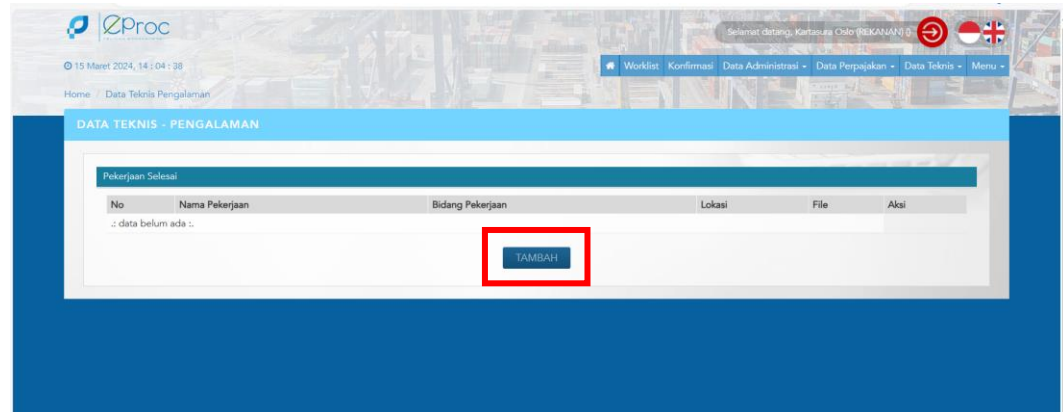 eProc
Selamat datang, Kartasura Oslo (REKANAN)
15 Maret 2024, 14 : 04 : 38
Worklist Konfirmasi Data Administrasi Data Perpajakan Data Teknis Menu
Home / Data Teknis Pengalaman
DATA TEKNIS - PENGALAMAN
Pekerjaan Selesai
No Nama Pekerjaan Bidang Pekerjaan Lokasi File Aksi
.: data belum ada :.
TAMBAH